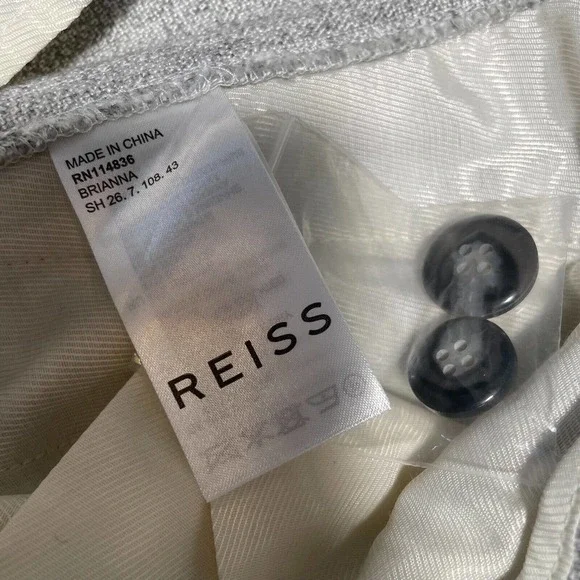 MADE IN CHINA
RN114836
BRIANNA
SH 26. 7. 108. 43
REISS